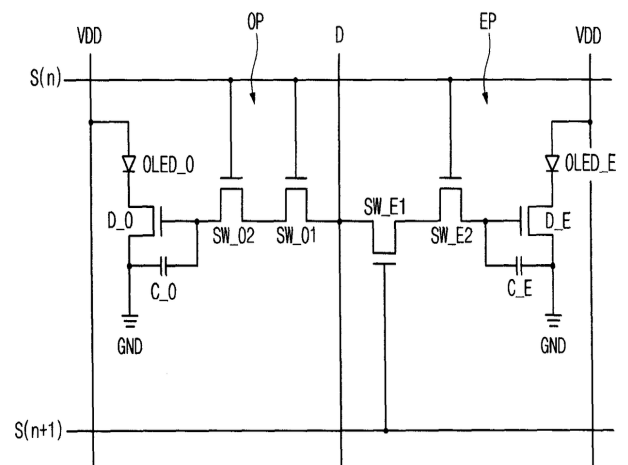 OP
EP
VDD
D
VDD
S(n)
OLED_O
OLED_E
D_O
SW_O2
SW_O1
SW_E1
SW_E2
D_E
C_O
C_E
GND
GND
S(n+1)